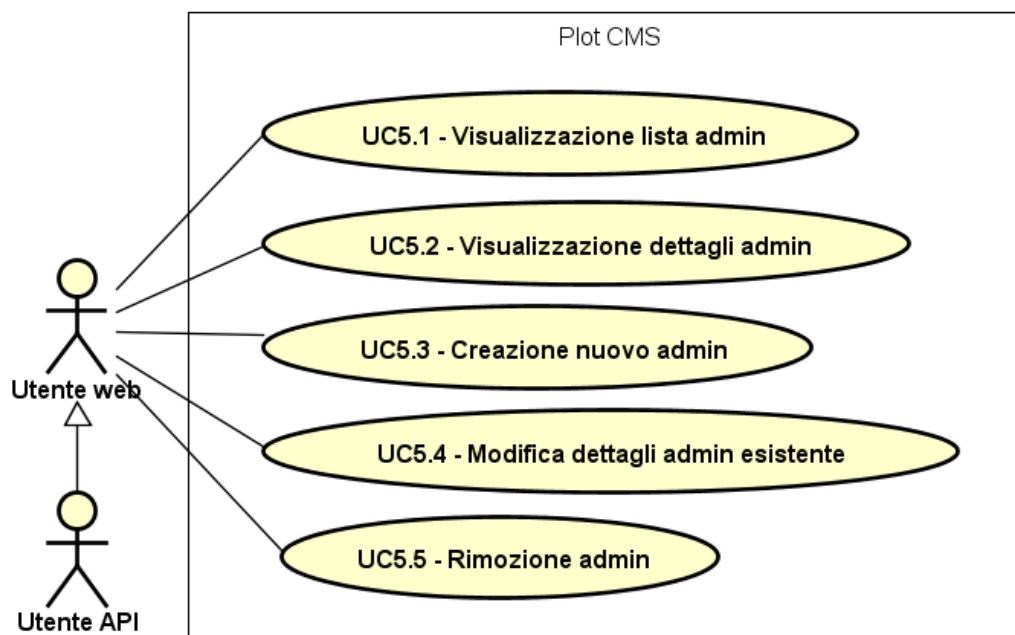 Plot CMS
UC5.1 - Visualizzazione lista admin
UC5.2 - Visualizzazione dettagli admin
UC5.3 - Creazione nuovo admin
Utente web
UC5.4 - Modifica dettagli admin esistente
UC5.5 - Rimozione admin
Utente API